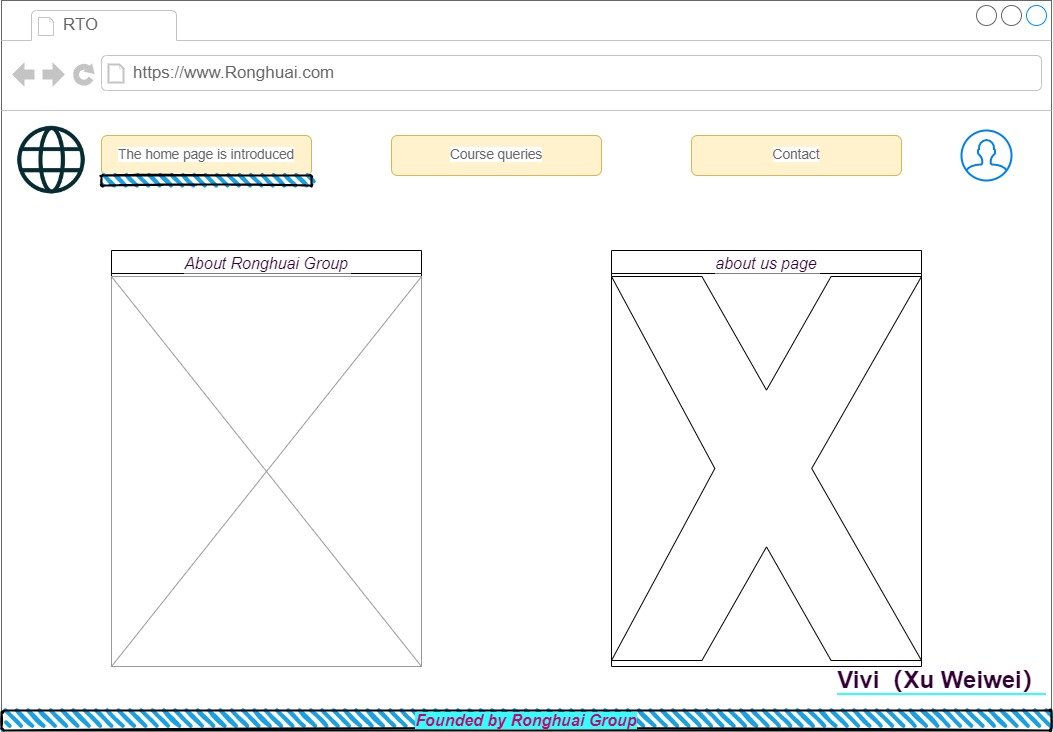 RTO
https://www.Ronghuai.com
The home page is introduced
Course queries
Contact
About Ronghuai Group
about us page
Vivi（Xu Weiwei）
Founded by Ronghuai Group